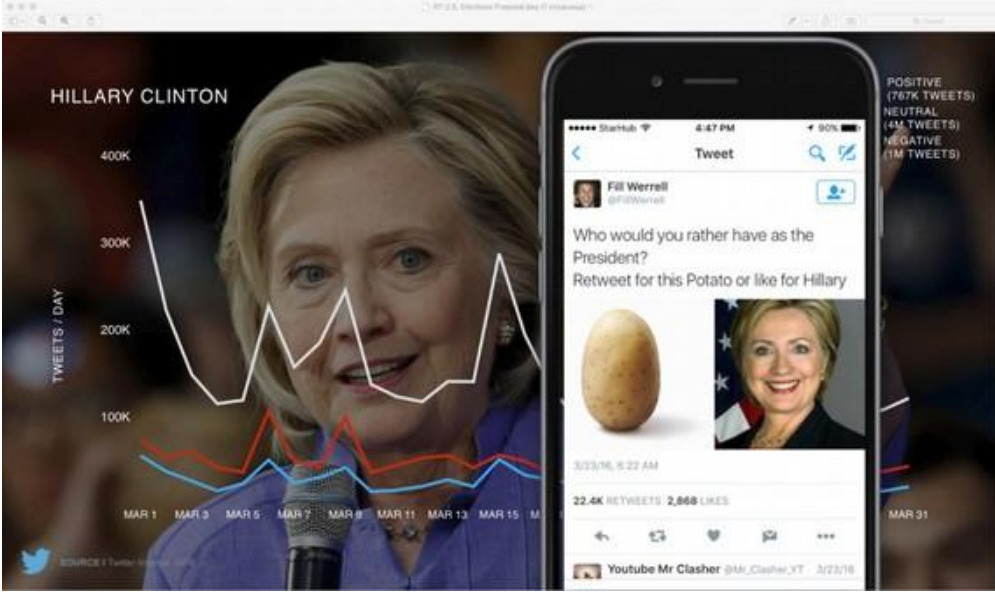 HILLARY CLINTON
400K
300K
200K
100K
TWEETS / DAY
MAR 1 MAR 3 MAR 5 MAR 7 MAR 9 MAR 11 MAR 13 MAR 15 M
MAR 31
POSITIVE
(767K TWEETS)
NEUTRAL
(4M TWEETS)
NEGATIVE
(1M TWEETS)
StarHub 4:47 PM 90%
Tweet
Fill Werrell
@FillWerrell
Who would you rather have as the
President?
Retweet for this Potato or like for Hillary
3/23/16, 6:22 AM
22.4K RETWEETS 2,868 LIKES
Youtube Mr Clasher @Mr_Clasher_YT 3/23/16
SOURCE / Twitter